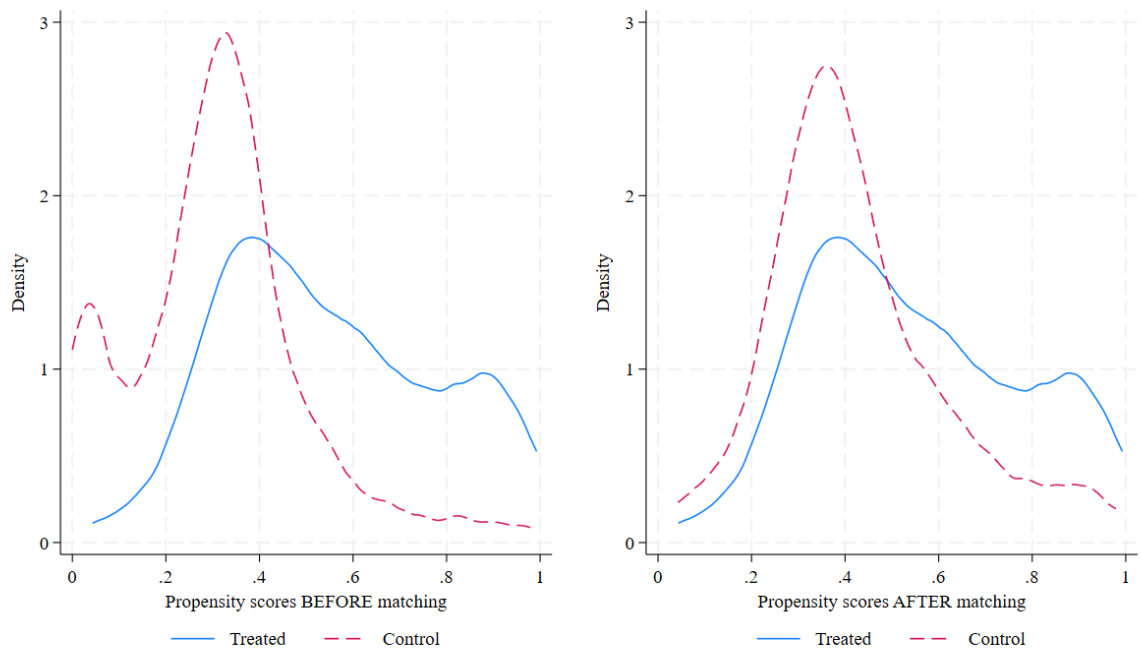 3
2
1
0
Density
0 .2 .4 .6 .8 1
Propensity scores BEFORE matching
Treated Control
3
2
1
0
Density
0 .2 .4 .6 .8 1
Propensity scores AFTER matching
Treated Control